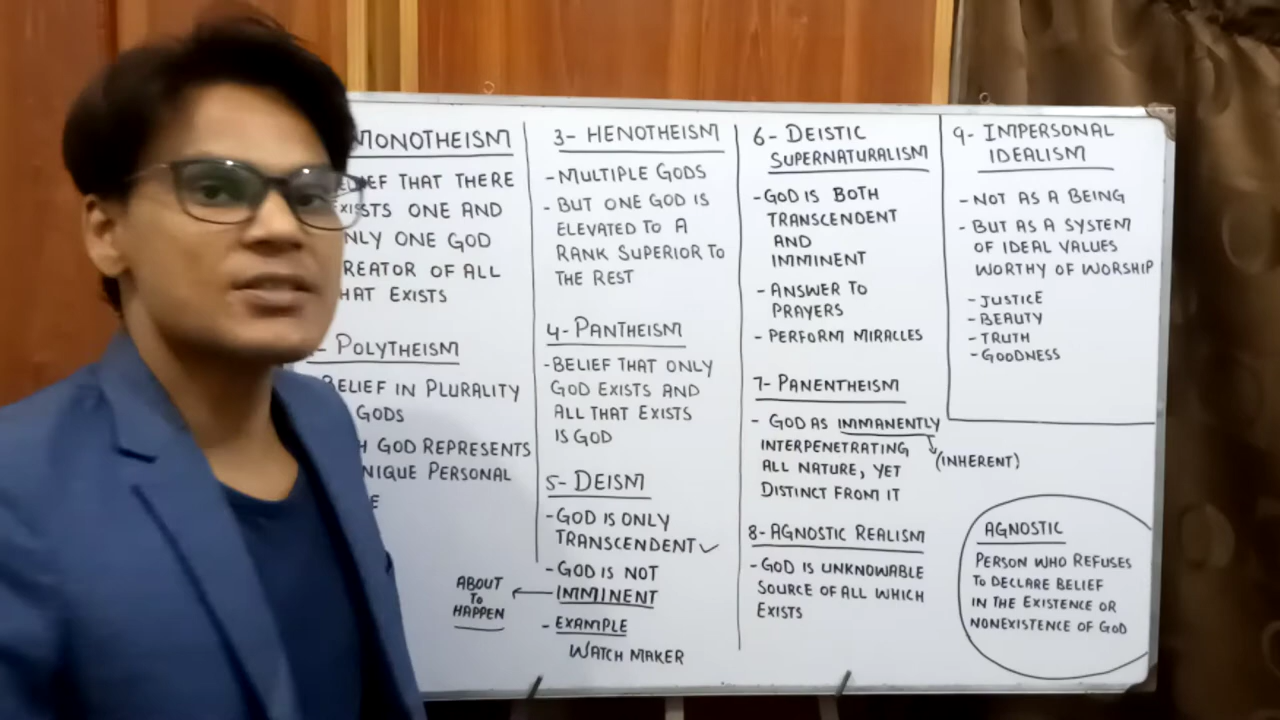 MONOTHEISM
THAT THERE
ONE AND
ONE GOD
OF ALL
EXISTS
POLYTHEISM
IN PLURALITY
GODS
GOD REPRESENTS
PERSONAL
3- HENOTHEISM
- MULTIPLE GODS
- BUT ONE GOD IS
ELEVATED TO A
RANK SUPERIOR TO
THE REST
4- PANTHEISM
- BELIEF THAT ONLY
GOD EXISTS AND
ALL THAT EXISTS
IS GOD
5- DEISM
- GOD IS ONLY
TRANSCENDENT ✓
- GOD IS NOT
IMMINENT
ABOUT
TO
HAPPEN
- EXAMPLE
WATCH MAKER
6- DEISTIC
SUPERNATURALISM
- GOD IS BOTH
TRANSCENDENT
AND
IMMINENT
- ANSWER TO
PRAYERS
- PERFORM MIRACLES
7- PANENTHEISM
- GOD AS IMMANENTLY
(INHERENT)
INTERPENETRATING
ALL NATURE, YET
DISTINCT FROM IT
8- AGNOSTIC REALISM
- GOD IS UNKNOWABLE
SOURCE OF ALL WHICH
EXISTS
9- IMPERSONAL
IDEALISM
- NOT AS A BEING
- BUT AS A SYSTEM
OF IDEAL VALUES
WORTHY OF WORSHIP
- JUSTICE
- BEAUTY
- TRUTH
- GOODNESS
AGNOSTIC
PERSON WHO REFUSES
TO DECLARE BELIEF
IN THE EXISTENCE OR
NONEXISTENCE OF GOD